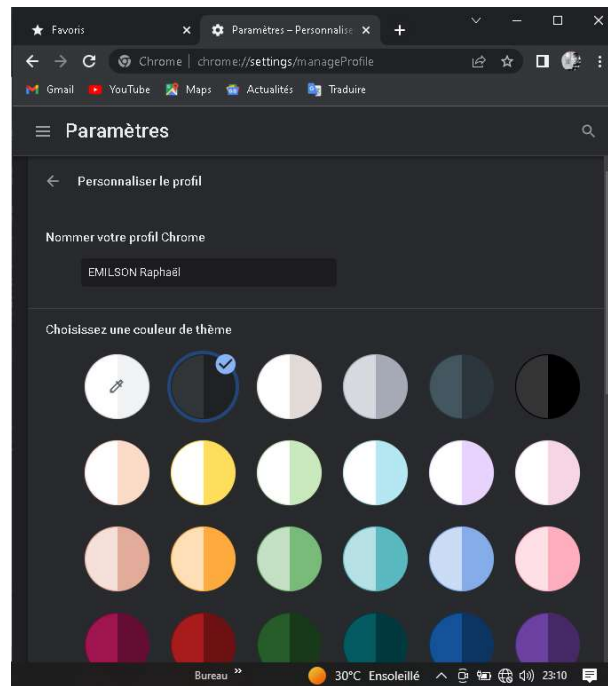 Favoris
Paramètres – Personnalise
Chrome | chrome://settings/manageProfile
Gmail YouTube Maps Actualités Traduire
Paramètres
Personnaliser le profil
Nommer votre profil Chrome
EMILSON Raphaël
Choisissez une couleur de thème
Bureau » 30°C Ensoleillé 23:10